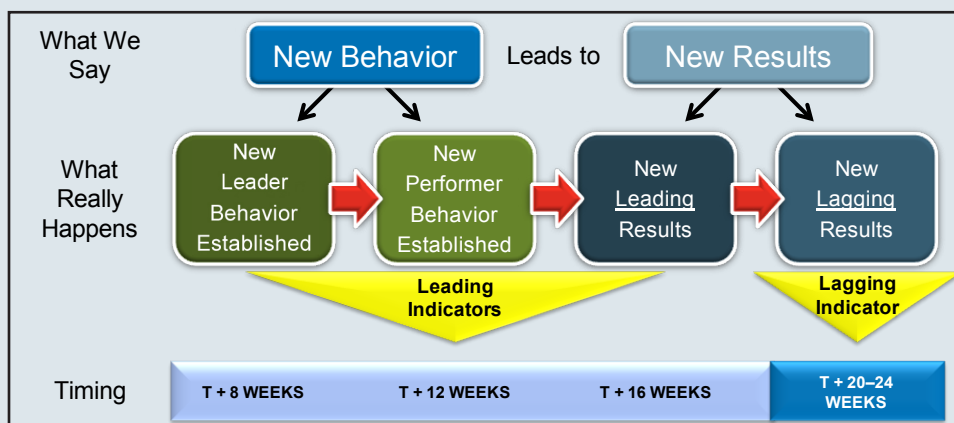 What We
Say
New Behavior
Leads to
New Results
What
Really
Happens
New
Leader
Behavior
Established
New
Performer
Behavior
Established
New
Leading
Results
New
Lagging
Results
Leading
Indicators
Lagging
Indicator
Timing
T + 8 WEEKS
T + 12 WEEKS
T + 16 WEEKS
T + 20–24
WEEKS